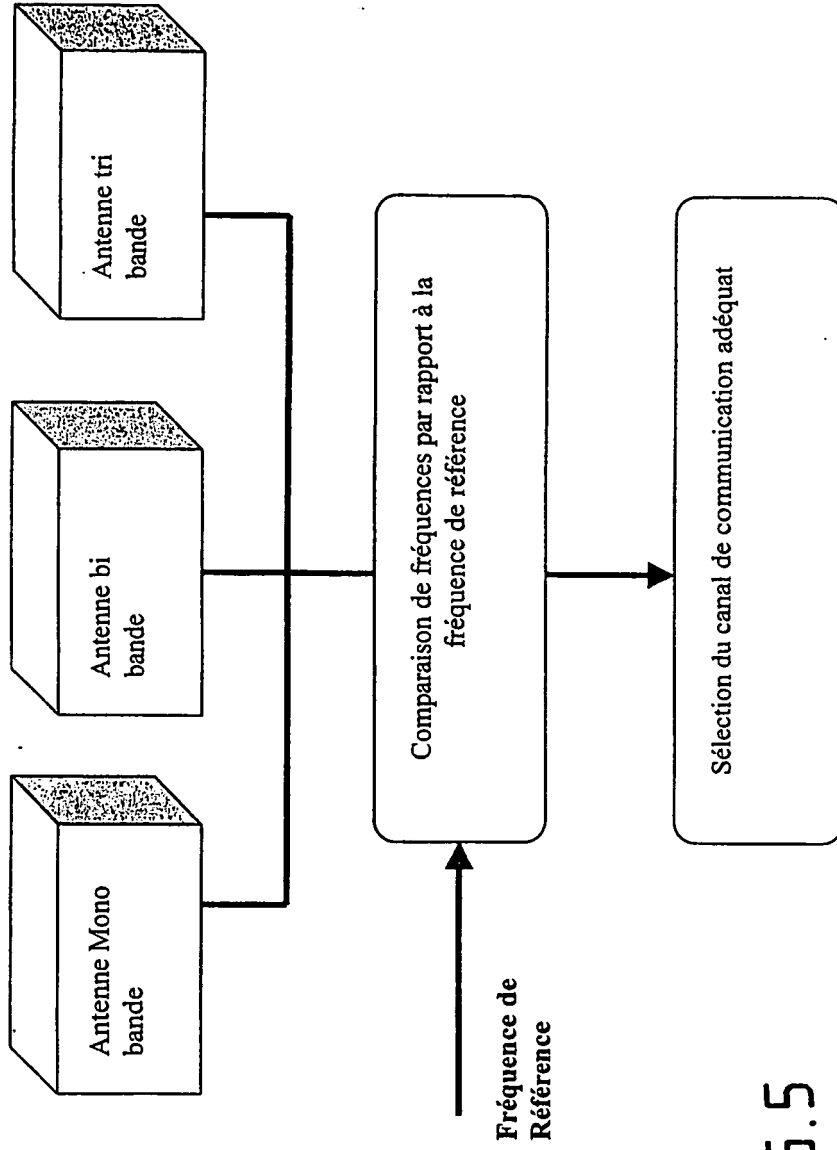 Antenne Mono
bande
Antenne bi
bande
Antenne tri
bande
Fréquence de
Référence
Comparaison de fréquences par rapport à la
fréquence de référence
Sélection du canal de communication adéquat
.5